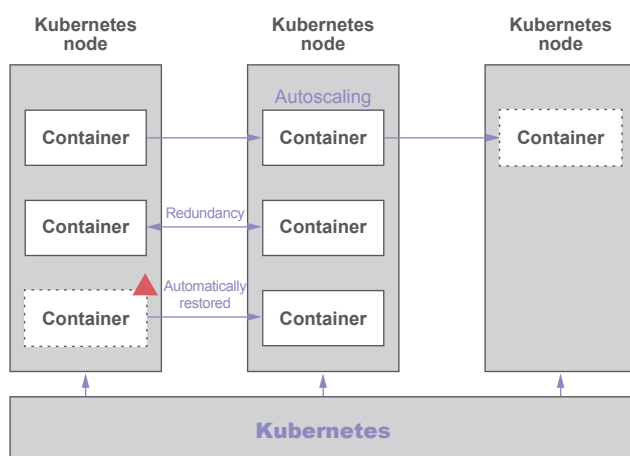 Kubernetes
node
Kubernetes
node
Kubernetes
node
Autoscaling
Container
Container
Container
Container
Redundancy
Container
Container
Automatically
restored
Container
Kubernetes